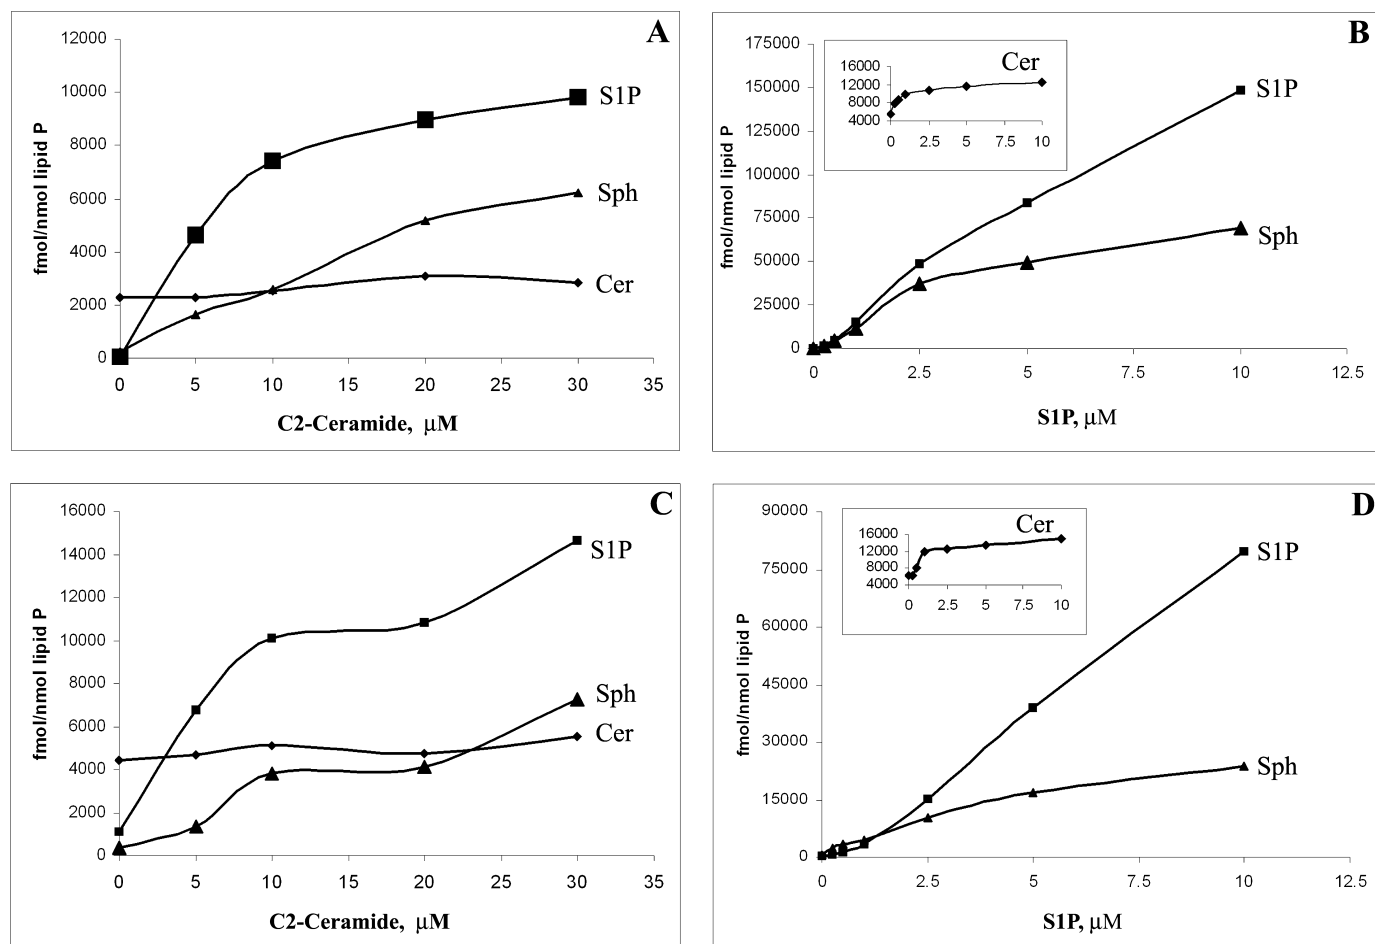 A
fmol/nmol lipid P
12000
10000
8000
6000
4000
2000
0
S1P
Sph
Cer
0 5 10 15 20 25 30 35
C2-Ceramide, μM
B
fmol/nmol lipid P
175000
150000
125000
100000
75000
50000
25000
0
Cer
16000
12000
8000
4000
0 2.5 5 7.5 10
S1P
Sph
0 2.5 5 7.5 10 12.5
S1P, μM
C
fmol/nmol lipid P
16000
14000
12000
10000
8000
6000
4000
2000
0
S1P
Sph
Cer
0 5 10 15 20 25 30 35
C2-Ceramide, μM
D
fmol/nmol lipid P
90000
75000
60000
45000
30000
15000
0
Cer
16000
12000
8000
4000
0 2.5 5 7.5 10
S1P
Sph
0 2.5 5 7.5 10 12.5
S1P, μM